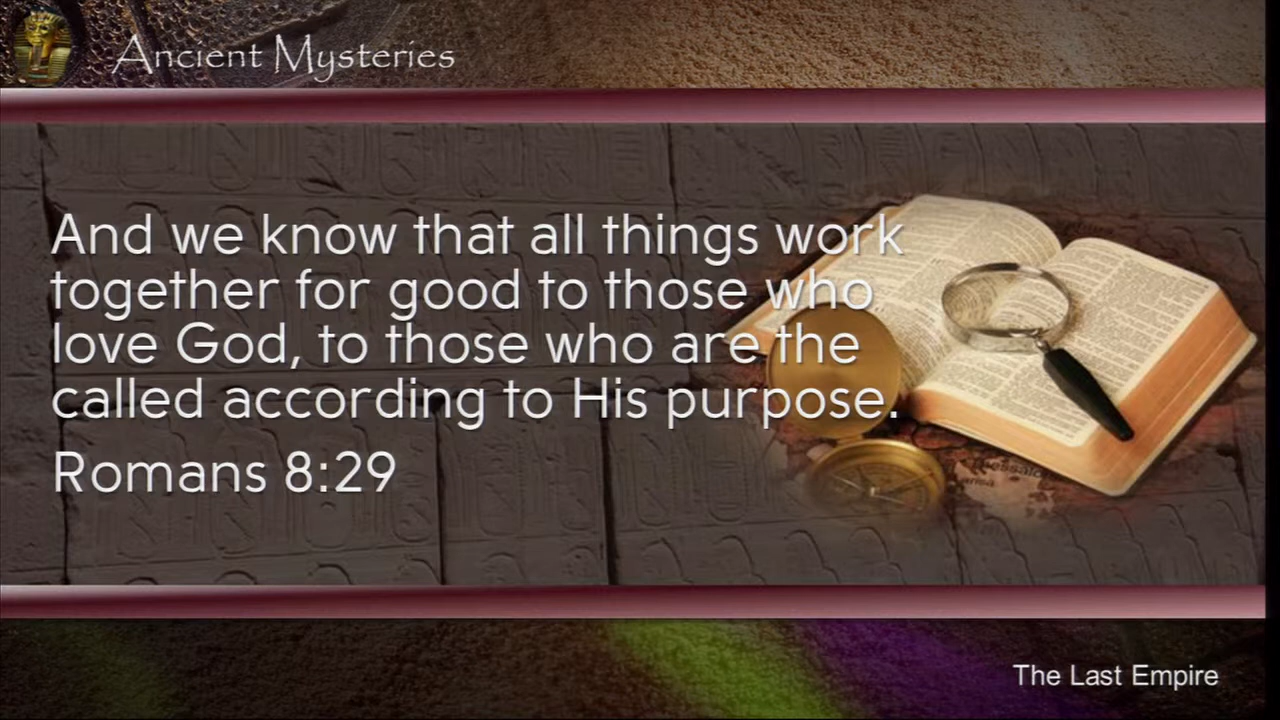 Ancient Mysteries
And we know that all things work
together for good to those who
love God, to those who are the
called according to His purpose.
Romans 8:29
The Last Empire